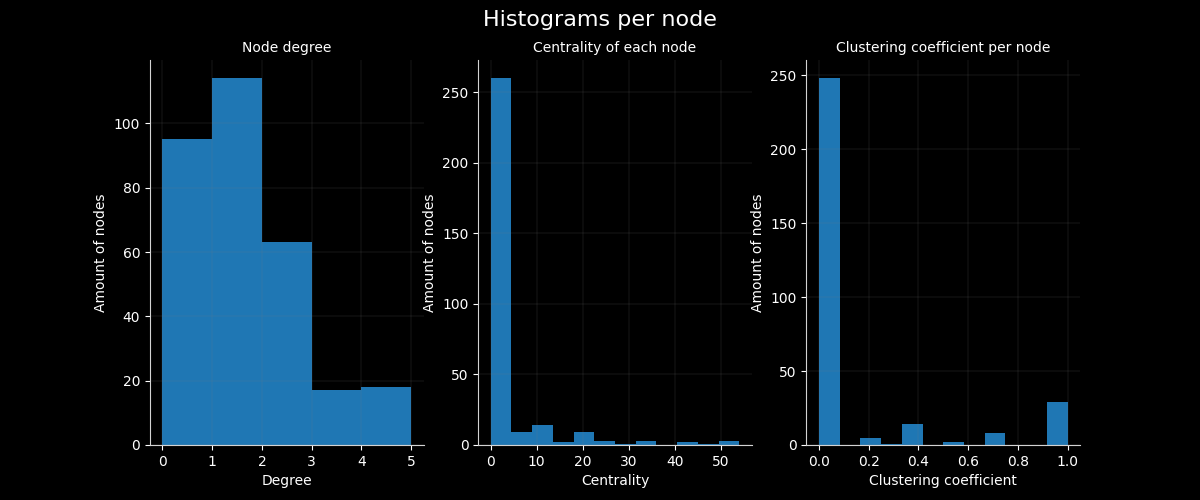 Histograms per node
Node degree
Amount of nodes
100
80
60
40
20
0
0 1 2 3 4 5
Degree
Centrality of each node
Amount of nodes
250
200
150
100
50
0
0 10 20 30 40 50
Centrality
Clustering coefficient per node
Amount of nodes
250
200
150
100
50
0
0.0 0.2 0.4 0.6 0.8 1.0
Clustering coefficient